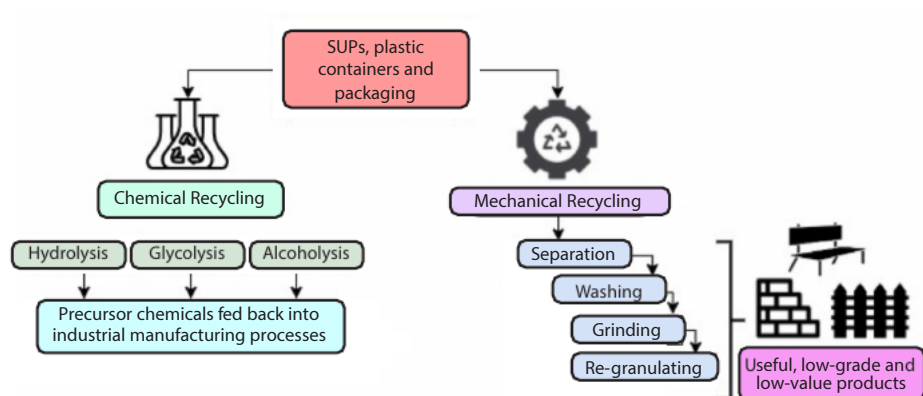 SUPs, plastic
containers and
packaging
Chemical Recycling
Mechanical Recycling
Hydrolysis
Glycolysis
Alcoholysis
Precursor chemicals fed back into
industrial manufacturing processes
Separation
Washing
Grinding
Re-granulating
Useful, low-grade and
low-value products